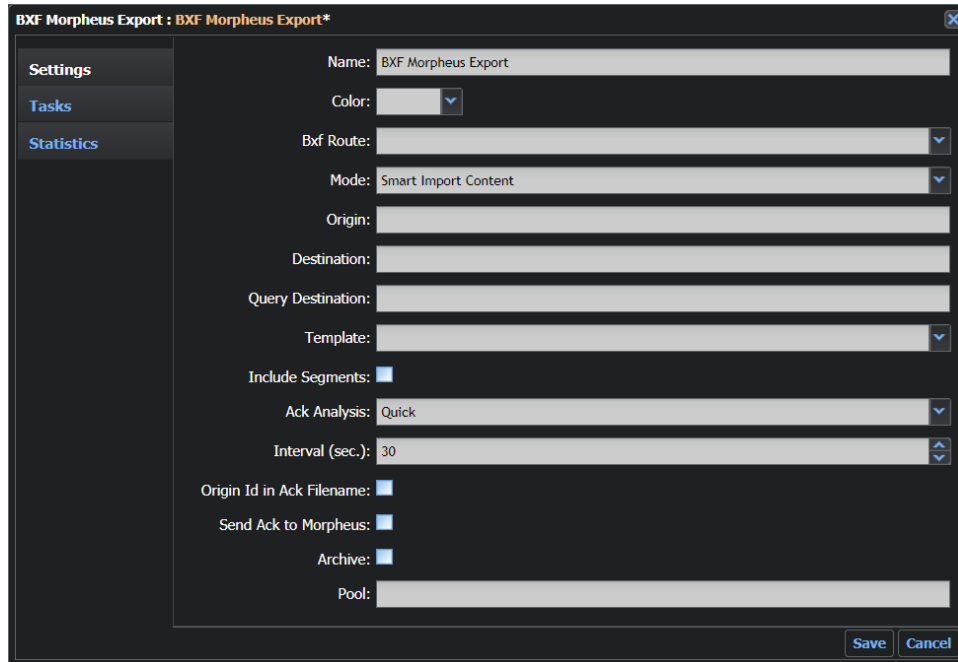 BXF Morpheus Export : BXF Morpheus Export*
Settings
Tasks
Statistics
Name: BXF Morpheus Export
Color:
Bxf Route:
Mode: Smart Import Content
Origin:
Destination:
Query Destination:
Template:
Include Segments:
Ack Analysis: Quick
Interval (sec.): 30
Origin Id in Ack Filename:
Send Ack to Morpheus:
Archive:
Pool:
Save Cancel